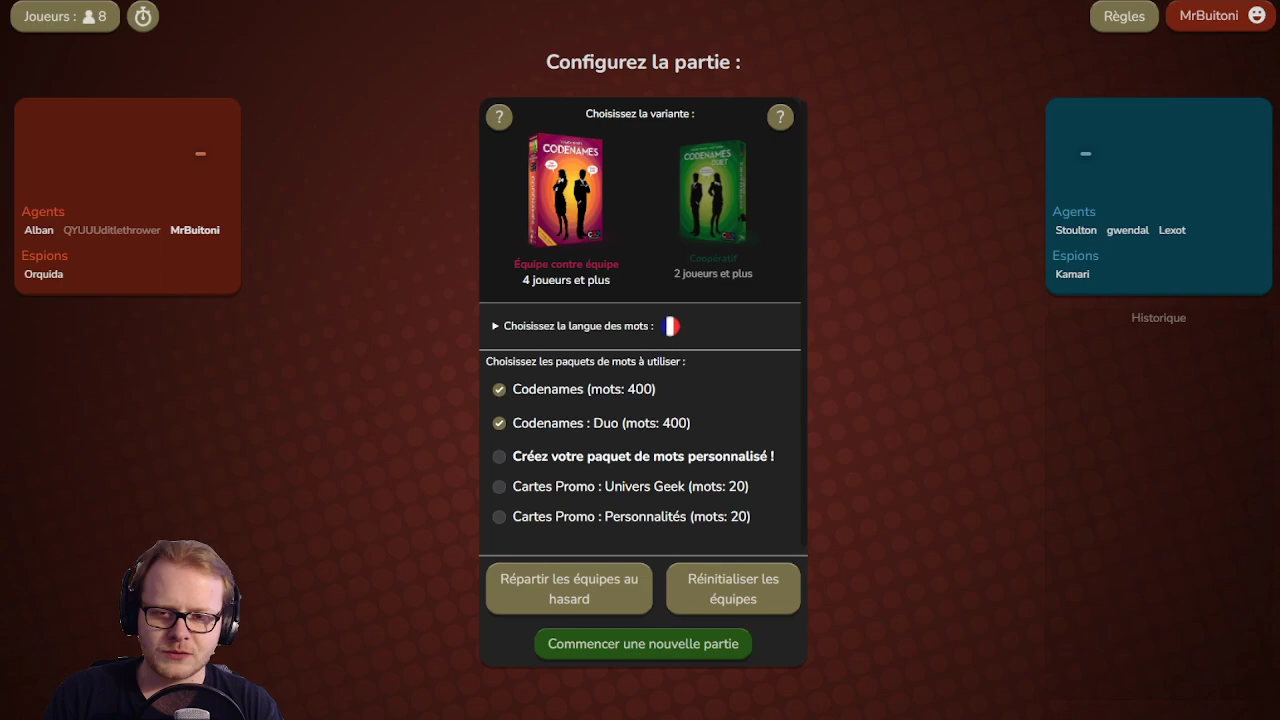 Joueurs : 8
Règles
MrBuitoni
Configurez la partie :
-
Agents
Alban QYUUUditlethrower MrBuitoni
Espions
Orquida
?
Choisissez la variante :
?
CODENAMES
CODENAMES
DUET
Équipe contre équipe
4 joueurs et plus
Coopératif
2 joueurs et plus
Choisissez la langue des mots :
Choisissez les paquets de mots à utiliser :
Codenames (mots: 400)
Codenames : Duo (mots: 400)
Créez votre paquet de mots personnalisé !
Cartes Promo : Univers Geek (mots: 20)
Cartes Promo : Personnalités (mots: 20)
Répartir les équipes au
hasard
Réinitialiser les
équipes
Commencer une nouvelle partie
-
Agents
Stoulton gwendal Lexot
Espions
Kamari
Historique